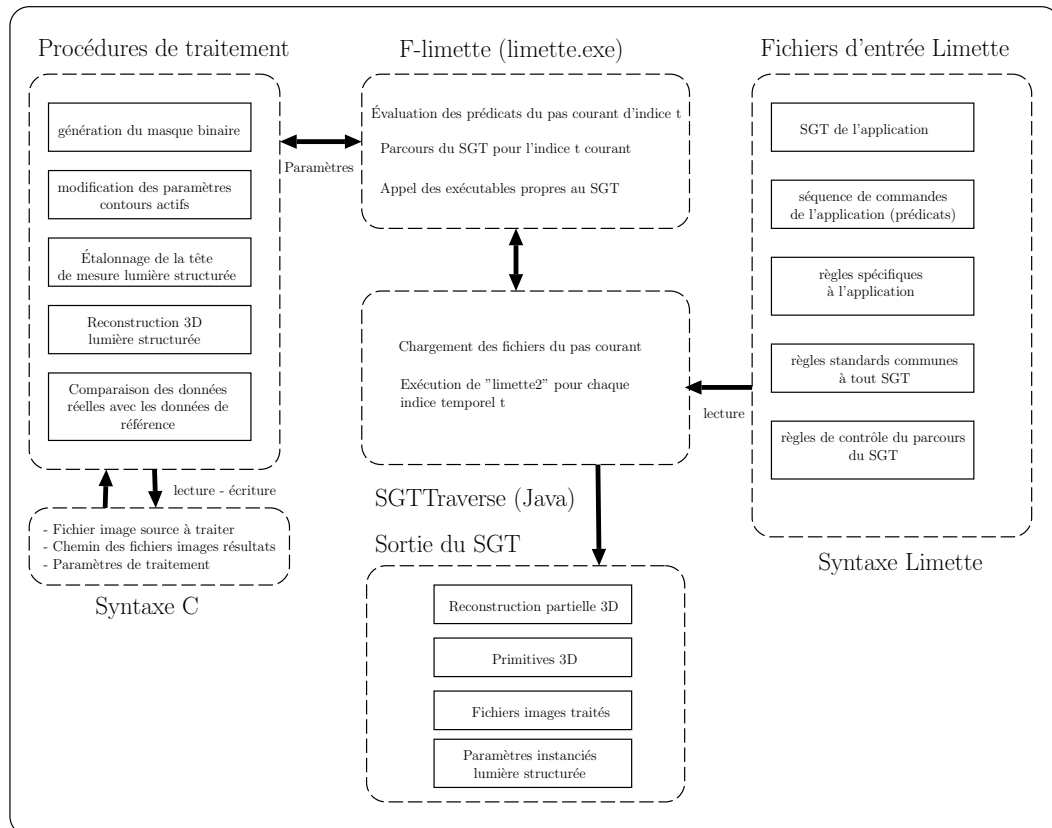 Procédures de traitement
génération du masque binaire
modification des paramètres
contours actifs
Étalonnage de la tête
de mesure lumière structurée
Reconstruction 3D
lumière structurée
Comparaison des données
réelles avec les données de
référence
lecture - écriture
- Fichier image source à traiter
- Chemin des fichiers images résultats
- Paramètres de traitement
Syntaxe C
Paramètres
F-limette (limette.exe)
Évaluation des prédicats du pas courant d'indice t
Parcours du SGT pour l'indice t courant
Appel des exécutables propres au SGT
Chargement des fichiers du pas courant
Exécution de "limette2" pour chaque
indice temporel t
SGTTraverse (Java)
Sortie du SGT
Reconstruction partielle 3D
Primitives 3D
Fichiers images traités
Paramètres instanciés
lumière structurée
lecture
Fichiers d'entrée Limette
SGT de l'application
séquence de commandes
de l'application (prédicats)
règles spécifiques
à l'application
règles standards communes
à tout SGT
règles de contrôle du parcours
du SGT
Syntaxe Limette